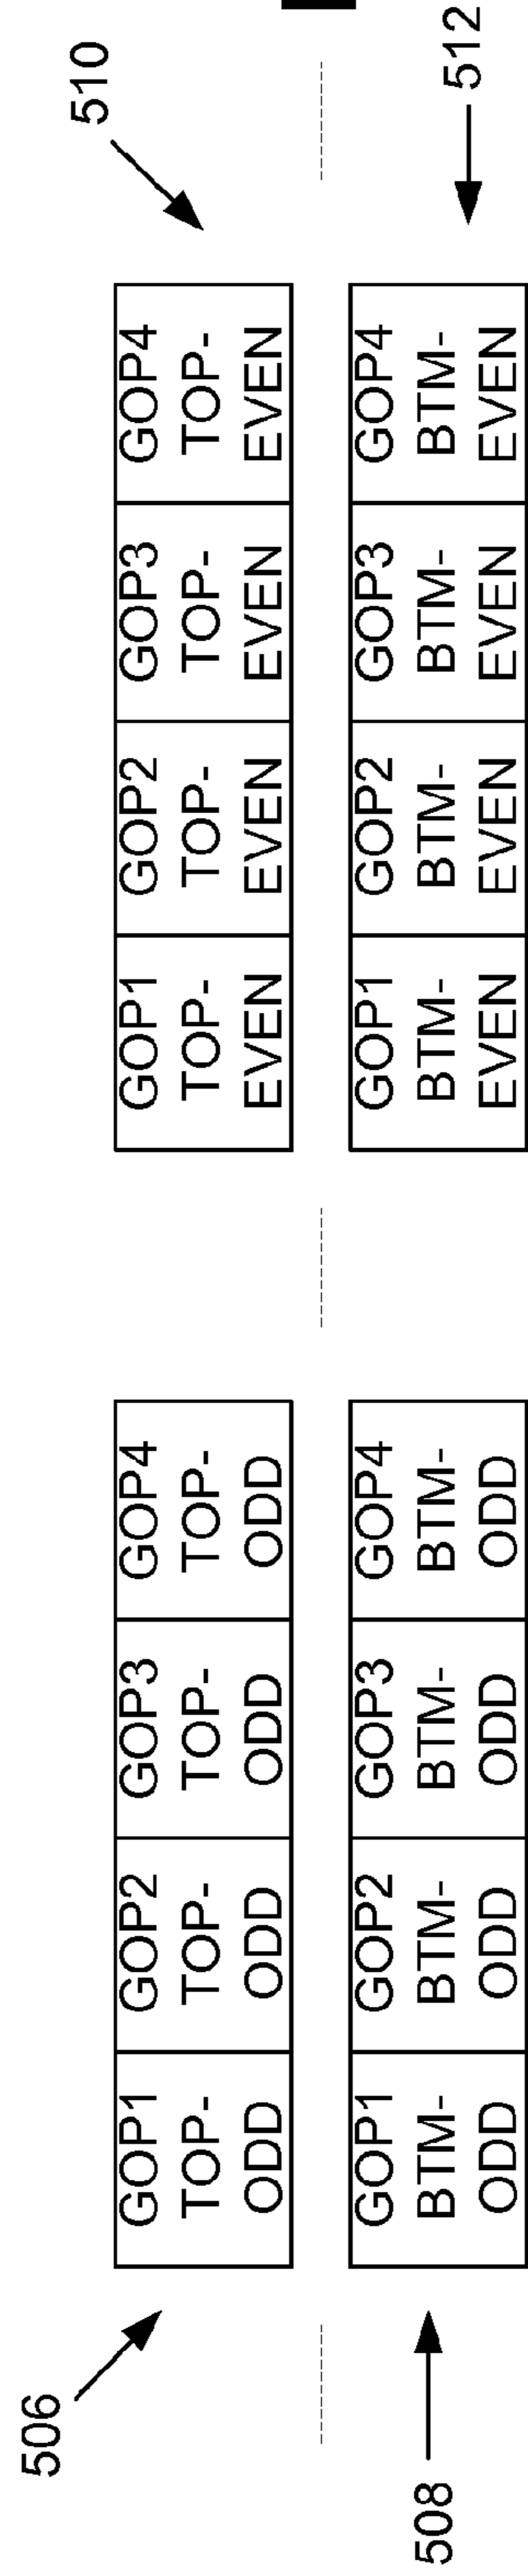 506
GOP1
TOP-
ODD
GOP2
TOP-
ODD
GOP3
TOP-
ODD
GOP4
TOP-
ODD
508
GOP1
BTM-
ODD
GOP2
BTM-
ODD
GOP3
BTM-
ODD
GOP4
BTM-
ODD
510
GOP1
TOP-
EVEN
GOP2
TOP-
EVEN
GOP3
TOP-
EVEN
GOP4
TOP-
EVEN
512
GOP1
BTM-
EVEN
GOP2
BTM-
EVEN
GOP3
BTM-
EVEN
GOP4
BTM-
EVEN